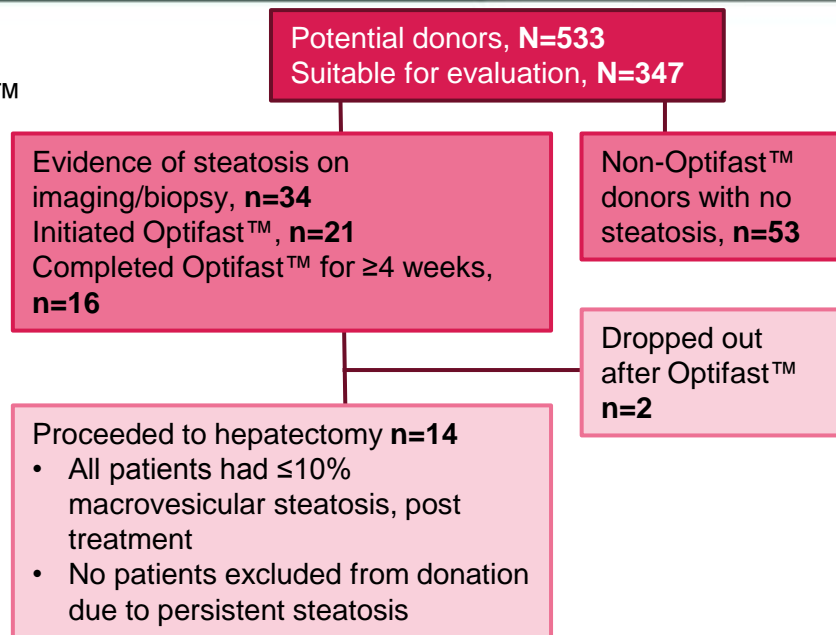 Potential donors, N=533
Suitable for evaluation, N=347
™
Evidence of steatosis on
imaging/biopsy, n=34
Initiated Optifast™, n=21
Completed Optifast™ for ≥4 weeks,
n=16
Non-Optifast™
donors with no
steatosis, n=53
Dropped out
after Optifast™
n=2
Proceeded to hepatectomy n=14
• All patients had ≤10%
macrovesicular steatosis, post
treatment
• No patients excluded from donation
due to persistent steatosis